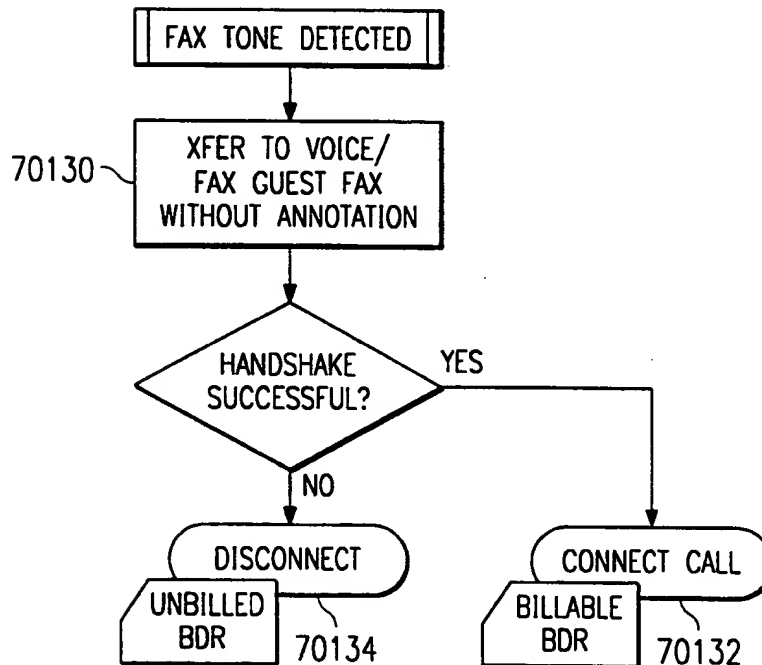 FAX TONE DETECTED
70130
XFER TO VOICE/
FAX GUEST FAX
WITHOUT ANNOTATION
HANDSHAKE
SUCCESSFUL?
YES
NO
DISCONNECT
UNBILLED
BDR
70134
CONNECT CALL
BILLABLE
BDR
70132